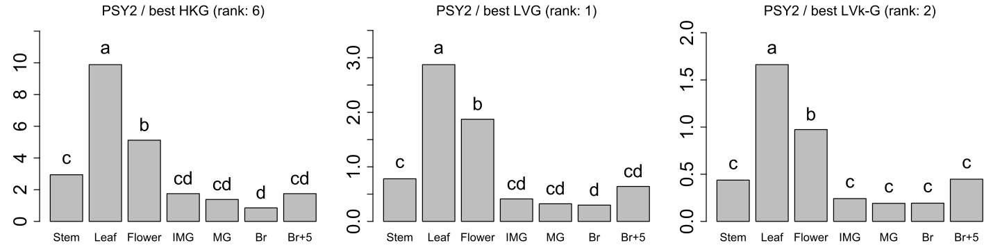 PSY2 / best HKG (rank: 6)
10
8
6
4
2
0
c
a
b
cd
cd
d
cd
Stem Leaf Flower IMG MG Br Br+5
PSY2 / best LVG (rank: 1)
3.0
2.0
1.0
0.0
c
a
b
cd
cd
d
cd
Stem Leaf Flower IMG MG Br Br+5
PSY2 / best LVk-G (rank: 2)
2.0
1.5
1.0
0.5
0.0
c
a
b
c
c
c
c
Stem Leaf Flower IMG MG Br Br+5